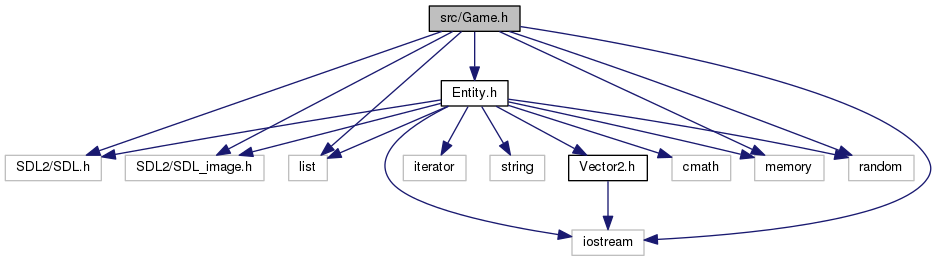 src/Game.h
Entity.h
SDL2/SDL.h
SDL2/SDL_image.h
list
iterator
string
Vector2.h
cmath
memory
random
iostream